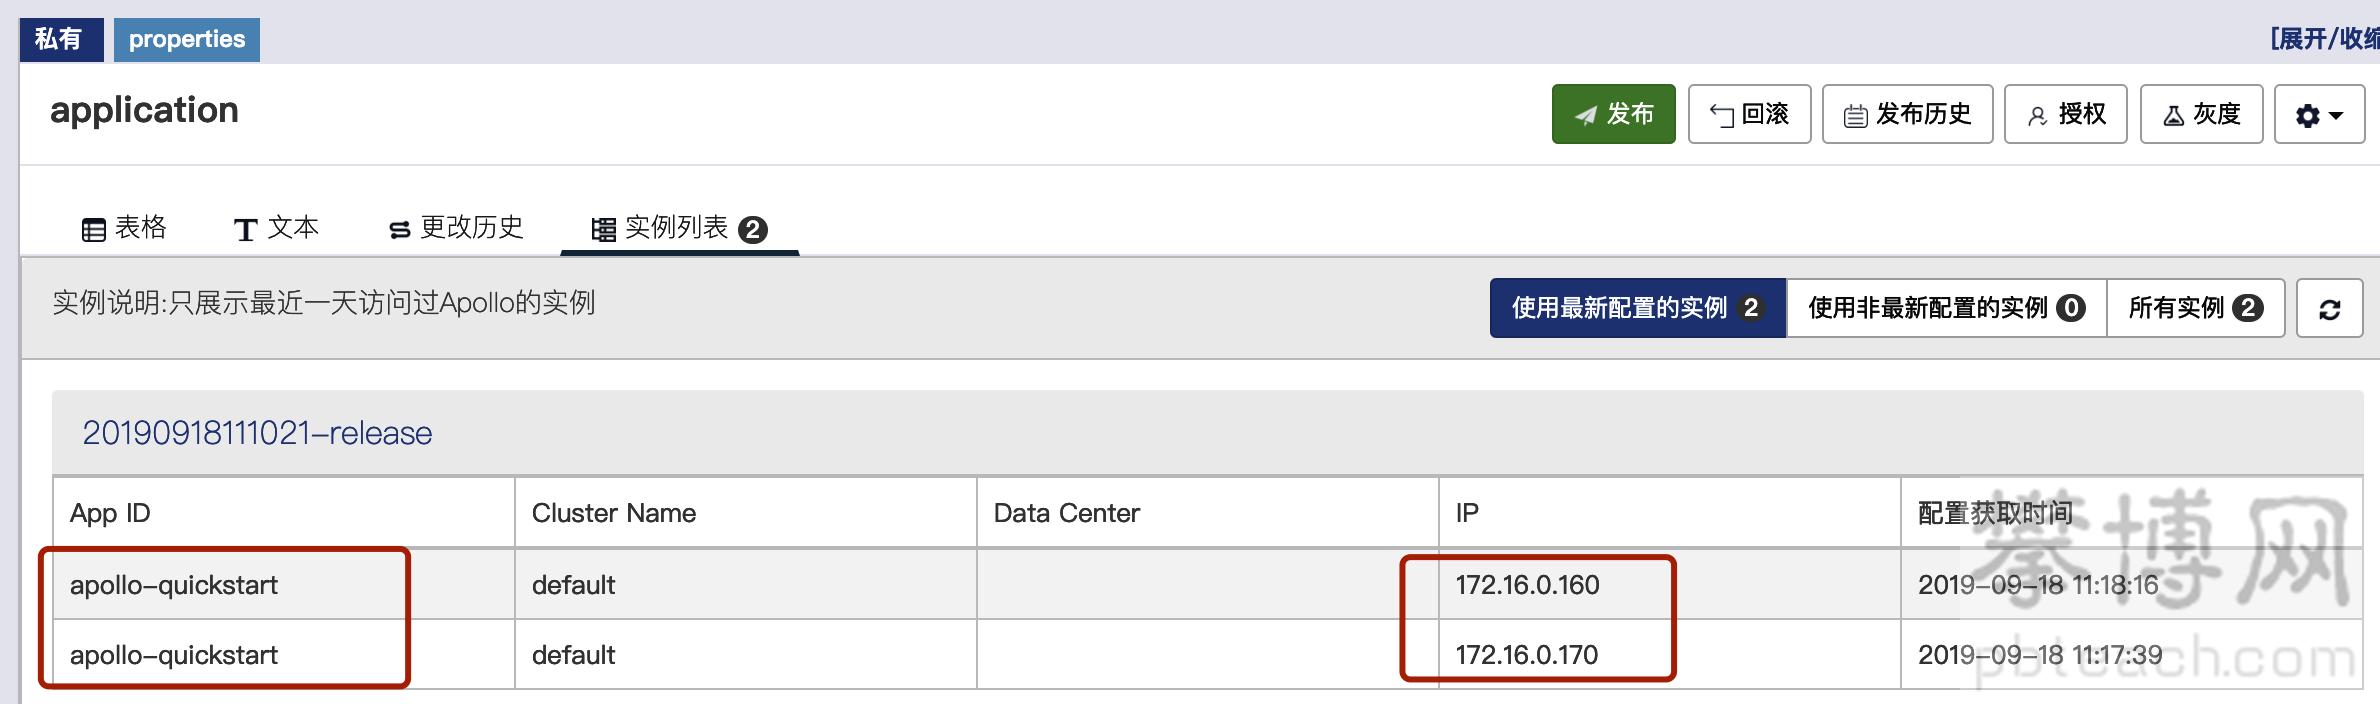 私有 properties [展开/收缩
application 发布 回滚 发布历史 授权 灰度
表格 文本 更改历史 实例列表 2
实例说明:只展示最近一天访问过Apollo的实例 使用最新配置的实例 2 使用非最新配置的实例 0 所有实例 2
20190918111021-release
App ID Cluster Name Data Center IP 配置获取时间
apollo-quickstart default 172.16.0.160 2019-09-18 11:18:16
apollo-quickstart default 172.16.0.170 2019-09-18 11:17:39
攀博网
pbteach.com